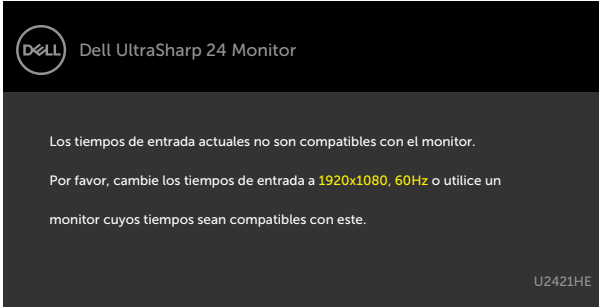 DELL Dell UltraSharp 24 Monitor
Los tiempos de entrada actuales no son compatibles con el monitor.
Por favor, cambie los tiempos de entrada a 1920x1080, 60Hz o utilice un
monitor cuyos tiempos sean compatibles con este.
U2421HE